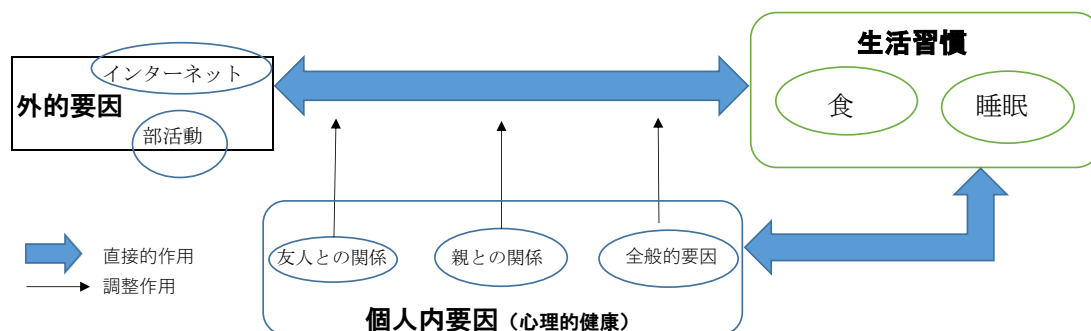 生活習慣
インターネット
外的要因
部活動
食
睡眠
友人との関係
親との関係
全般的要因
直接的作用
調整作用
個人内要因（心理的健康）